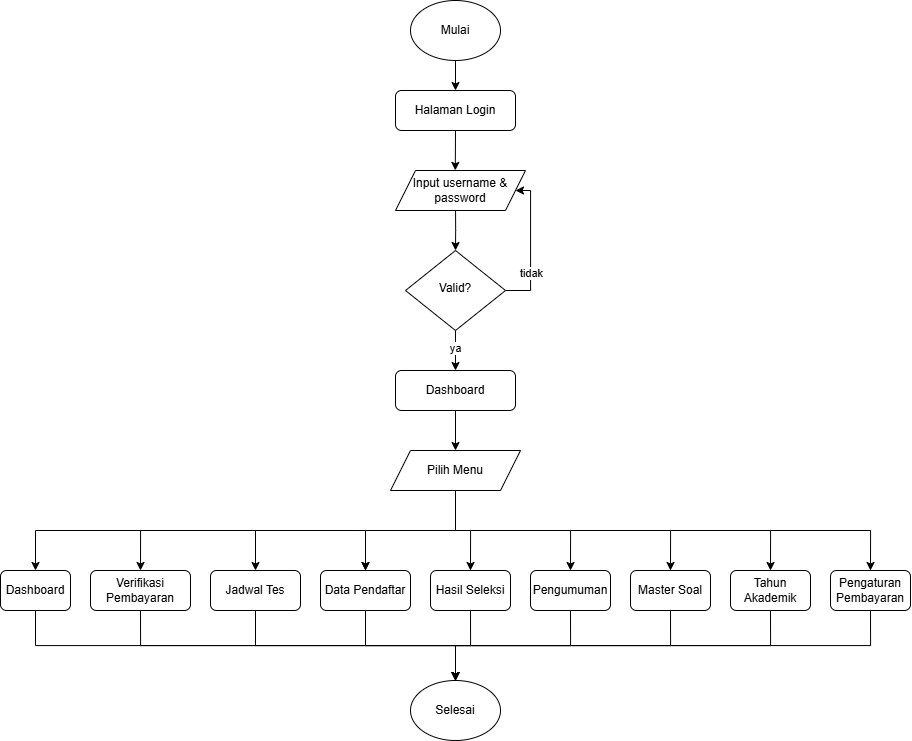 Mulai
Halaman Login
Input username &
password
Valid?
tidak
ya
Dashboard
Pilih Menu
Dashboard
Verifikasi
Pembayaran
Jadwal Tes
Data Pendaftar
Hasil Seleksi
Pengumuman
Master Soal
Tahun
Akademik
Pengaturan
Pembayaran
Selesai